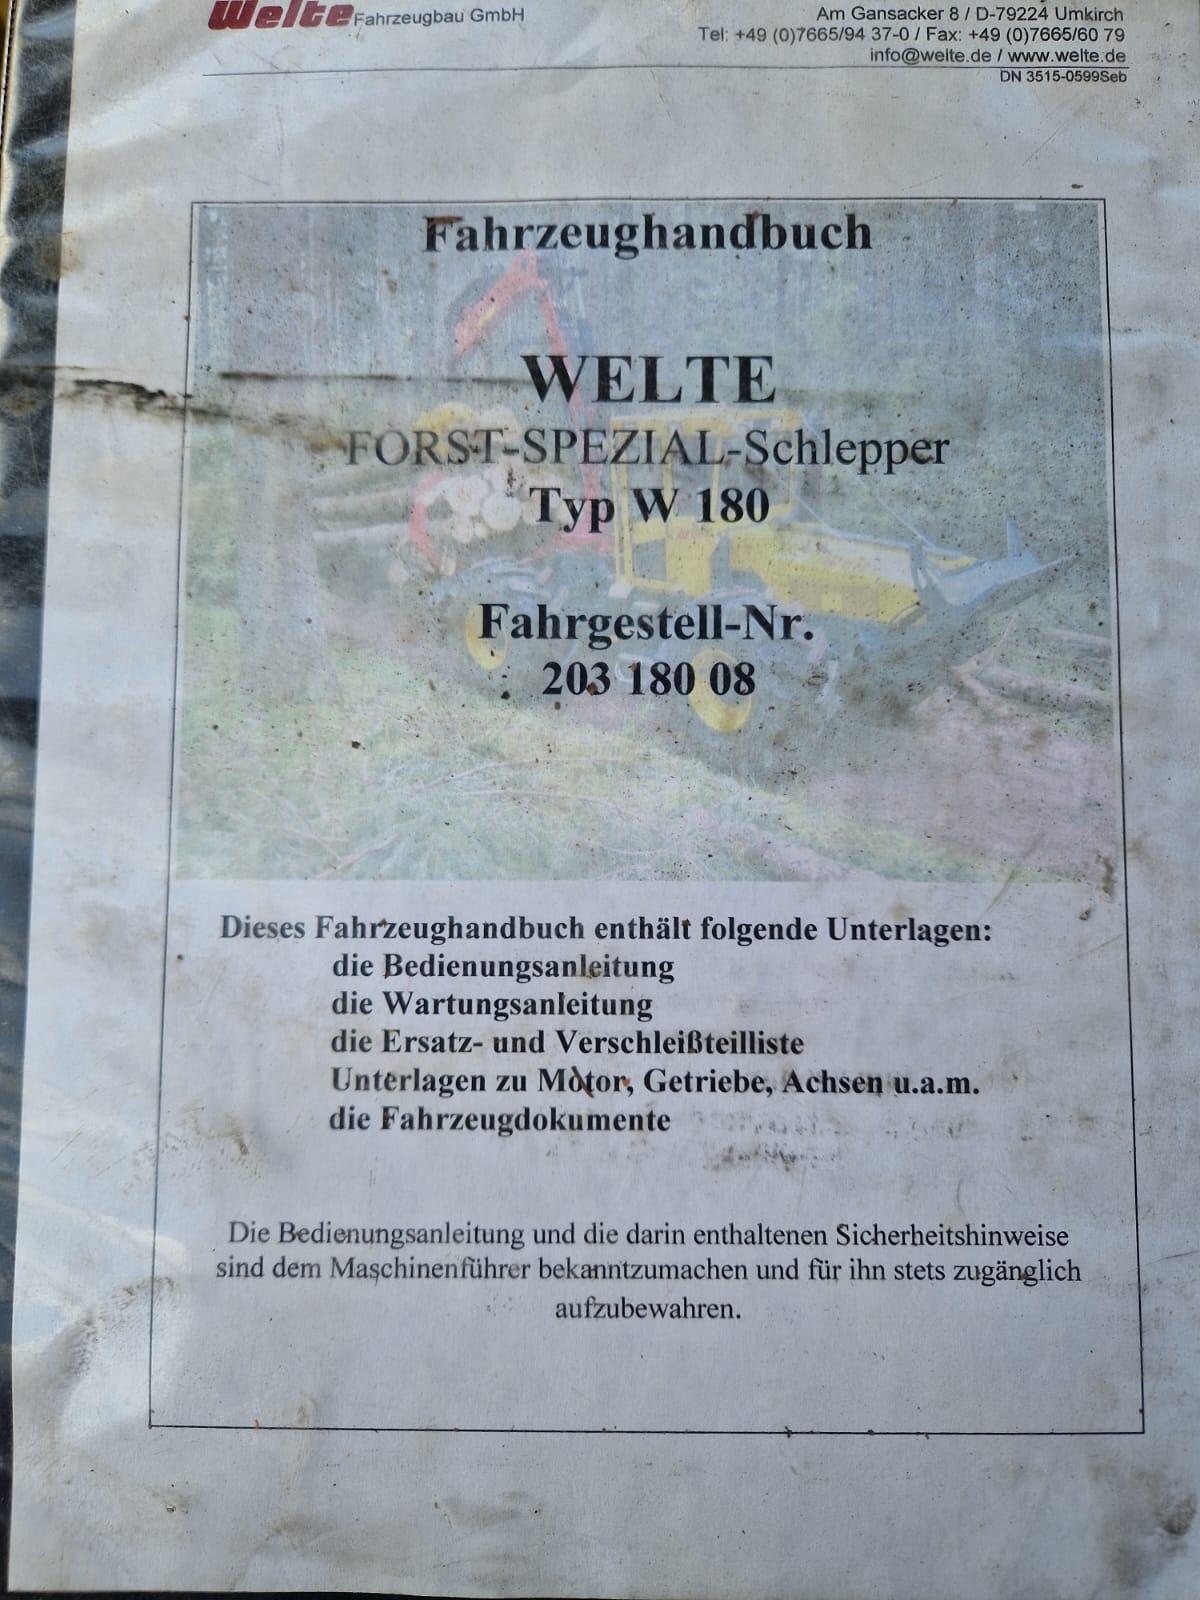 Welte Fahrzeugbau GmbH
Am Gansacker 8 / D-79224 Umkirch
Tel: +49 (0)7665/94 37-0 / Fax: +49 (0)7665/60 79
info@welte.de / www.welte.de
DN 3515-0599Seb
Fahrzeughandbuch
WELTE
FORST-SPEZIAL-Schlepper
Typ W 180
Fahrgestell-Nr.
203 180 08
Dieses Fahrzeughandbuch enthält folgende Unterlagen:
die Bedienungsanleitung
die Wartungsanleitung
die Ersatz- und Verschleißteilliste
Unterlagen zu Motor, Getriebe, Achsen u.a.m.
die Fahrzeugdokumente
Die Bedienungsanleitung und die darin enthaltenen Sicherheitshinweise
sind dem Maschinenführer bekanntzumachen und für ihn stets zugänglich
aufzubewahren.